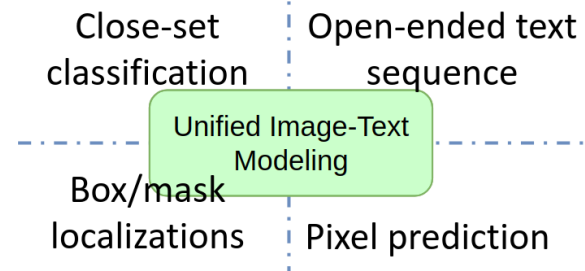 Close-set
classification
Open-ended text
sequence
Unified Image-Text
Modeling
Box/mask
localizations
Pixel prediction